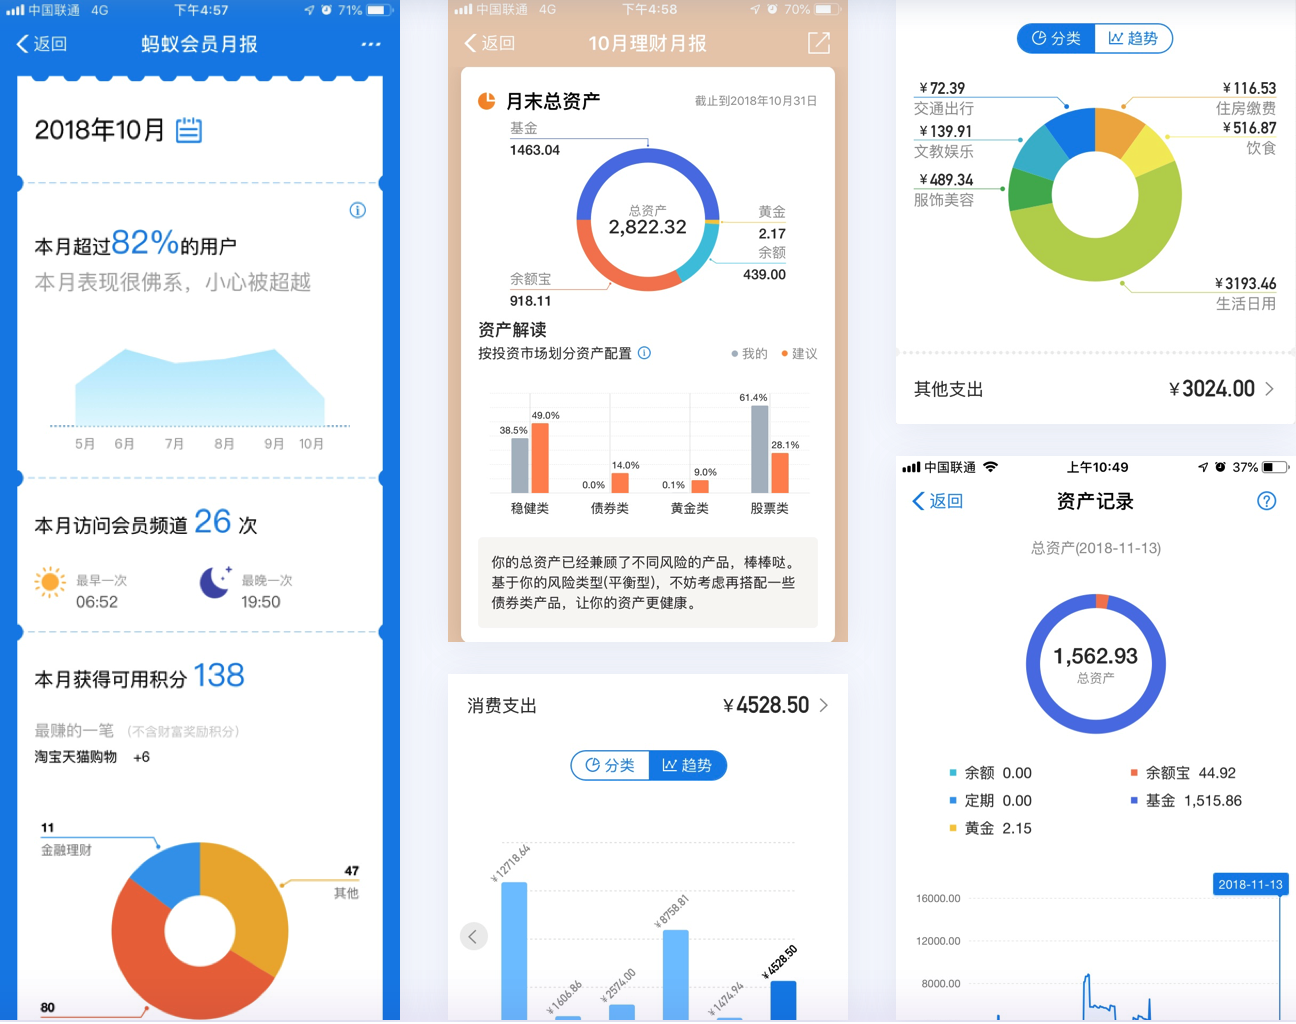 中国联通 4G 下午4:57 71%
返回 蚂蚁会员月报
2018年10月
本月超过82%的用户
本月表现很佛系，小心被超越
5月 6月 7月 8月 9月 10月
本月访问会员频道 26 次
最早一次
06:52
最晚一次
19:50
本月获得可用积分 138
最赚的一笔 (不含财富奖励积分)
淘宝天猫购物 +6
11
金融理财
47
其他
80
中国联通 4G 下午4:58 70%
返回 10月理财月报
月末总资产 截止到2018年10月31日
基金
1463.04
总资产
2,822.32
黄金
2.17
余额
439.00
余额宝
918.11
资产解读
按投资市场划分资产配置 我的 建议
38.5% 49.0% 0.0% 14.0% 0.1% 9.0% 61.4% 28.1%
稳健类 债券类 黄金类 股票类
你的总资产已经兼顾了不同风险的产品，棒棒哒。
基于你的风险类型(平衡型)，不妨考虑再搭配一些
债券类产品，让你的资产更健康。
消费支出 ¥4528.50
分类 趋势
¥12718.64 ¥1606.86 ¥2574.00 ¥8758.81 ¥1474.94 ¥4528.50
分类 趋势
¥72.39
交通出行
¥139.91
文教娱乐
¥489.34
服饰美容
¥116.53
住房缴费
¥516.87
饮食
¥3193.46
生活日用
其他支出 ¥3024.00
中国联通 上午10:49 37%
返回 资产记录
总资产(2018-11-13)
1,562.93
总资产
余额 0.00 余额宝 44.92
定期 0.00 基金 1,515.86
黄金 2.15
2018-11-13
16000.00
12000.00
8000.00